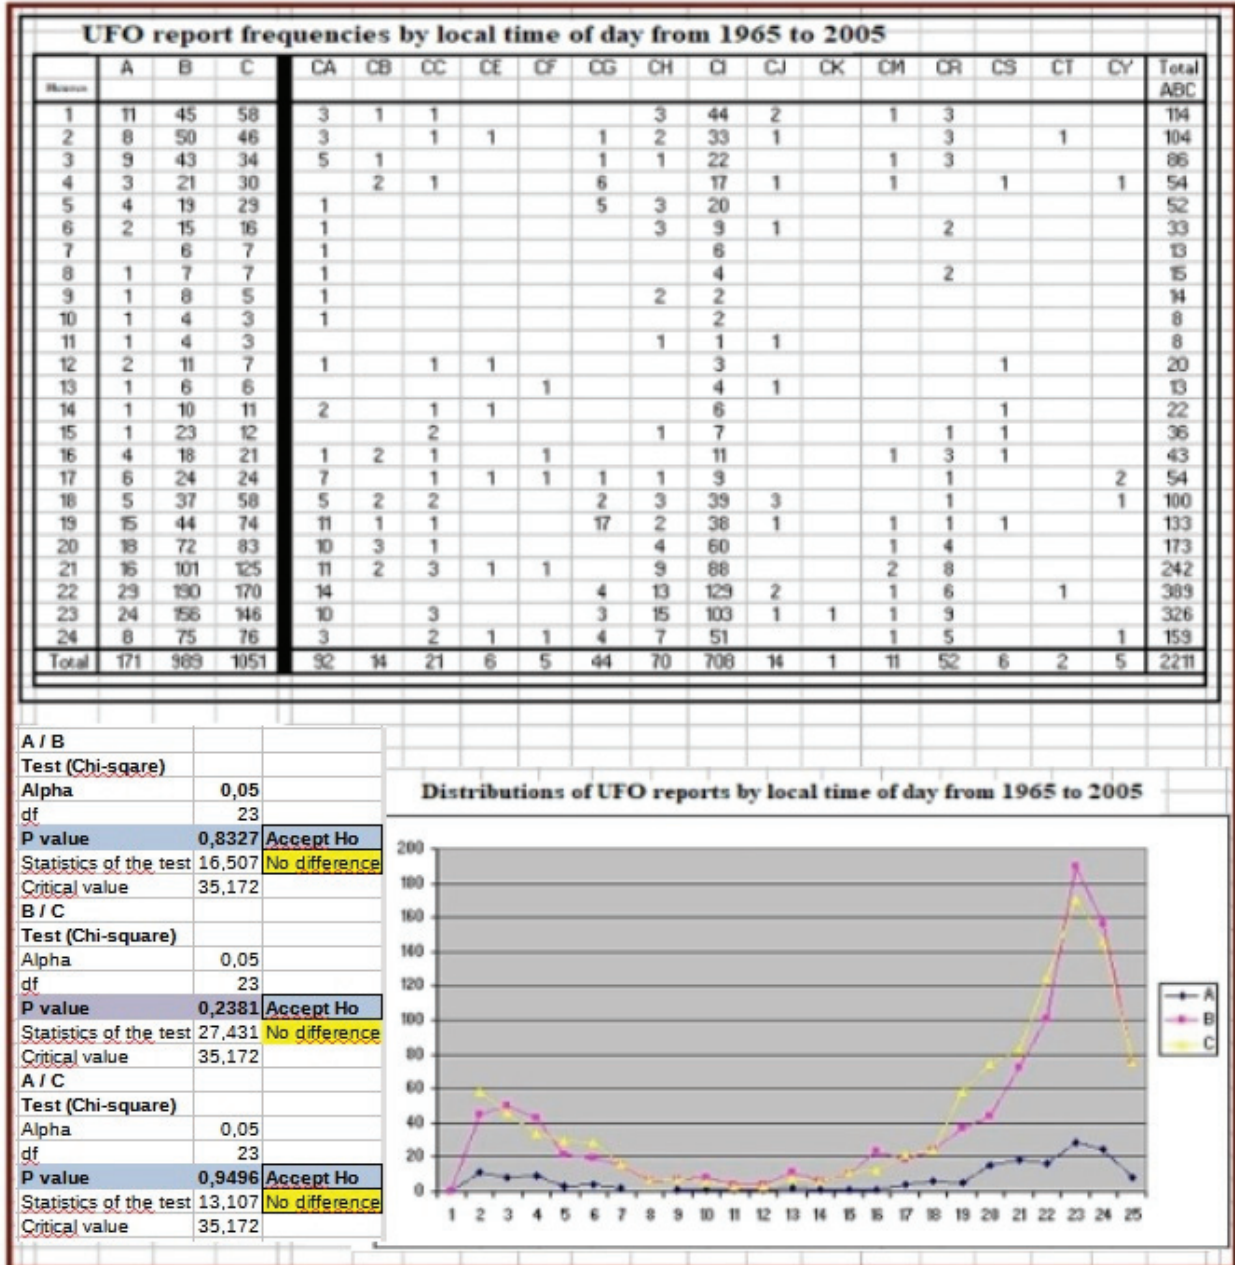 UFO report frequencies by local time of day from 1965 to 2005
A B C CA CB CC CE CF CG CH CI CJ CK CM CR CS CT CY Total
ABC
1 11 45 58 3 1 1 3 44 2 1 3 114
2 8 50 46 3 1 1 1 2 33 1 3 1 104
3 9 43 34 5 1 1 1 22 1 3 86
4 3 21 30 2 1 6 17 1 1 1 1 54
5 4 19 29 1 5 3 20 52
6 2 15 16 1 3 9 1 2 33
7 6 7 1 6 13
8 1 7 7 1 4 2 15
9 1 8 5 1 2 2 14
10 1 4 3 1 2 8
11 1 4 3 1 1 1 8
12 2 11 7 1 1 1 3 1 20
13 1 6 6 1 4 1 13
14 1 10 11 2 1 1 6 1 22
15 1 23 12 2 1 7 1 1 36
16 4 18 21 1 2 1 1 11 1 3 1 43
17 6 24 24 7 1 1 1 1 1 9 1 2 54
18 5 37 58 5 2 2 2 3 39 3 1 1 100
19 15 44 74 11 1 1 17 2 38 1 1 1 1 133
20 18 72 83 10 3 1 4 60 1 4 173
21 16 101 125 11 2 3 1 1 9 88 2 8 242
22 29 190 170 14 4 13 129 2 1 6 1 389
23 24 156 146 10 3 3 15 103 1 1 1 9 326
24 8 75 76 3 2 1 1 4 7 51 1 5 1 159
Total 171 989 1051 92 14 21 6 5 44 70 708 14 1 11 52 6 2 5 2211
A / B
Test (Chi-sqare)
Alpha 0,05
df 23
P value 0,8327 Accept Ho
Statistics of the test 16,507 No difference
Critical value 35,172
B / C
Test (Chi-square)
Alpha 0,05
df 23
P value 0,2381 Accept Ho
Statistics of the test 27,431 No difference
Critical value 35,172
A / C
Test (Chi-square)
Alpha 0,05
df 23
P value 0,9496 Accept Ho
Statistics of the test 13,107 No difference
Critical value 35,172
Distributions of UFO reports by local time of day from 1965 to 2005
200
180
160
140
120
100
80
60
40
20
0
1 2 3 4 5 6 7 8 9 10 11 12 13 14 15 16 17 18 19 20 21 22 23 24 25
A
B
C